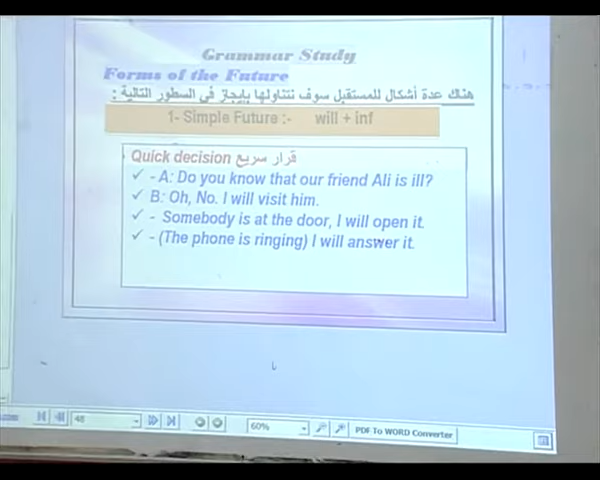 Grammar Study
Forms of the Future
هناك عدة أشكال للمستقبل سوف نتناولها بإيجاز في السطور التالية :
1- Simple Future :- will + inf
Quick decision قرار سريع
✓ - A: Do you know that our friend Ali is ill?
✓ B: Oh, No. I will visit him.
✓ - Somebody is at the door, I will open it.
✓ - (The phone is ringing) I will answer it.
48 60% PDF To WORD Converter